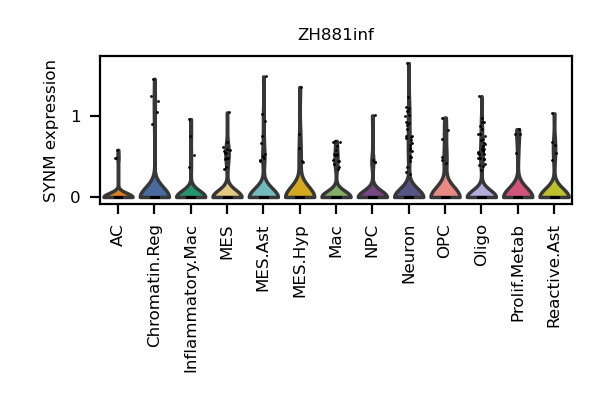 ZH881inf
SYNM expression
1
0
AC
Chromatin.Reg
Inflammatory.Mac
MES
MES.Ast
MES.Hyp
Mac
NPC
Neuron
OPC
Oligo
Prolif.Metab
Reactive.Ast